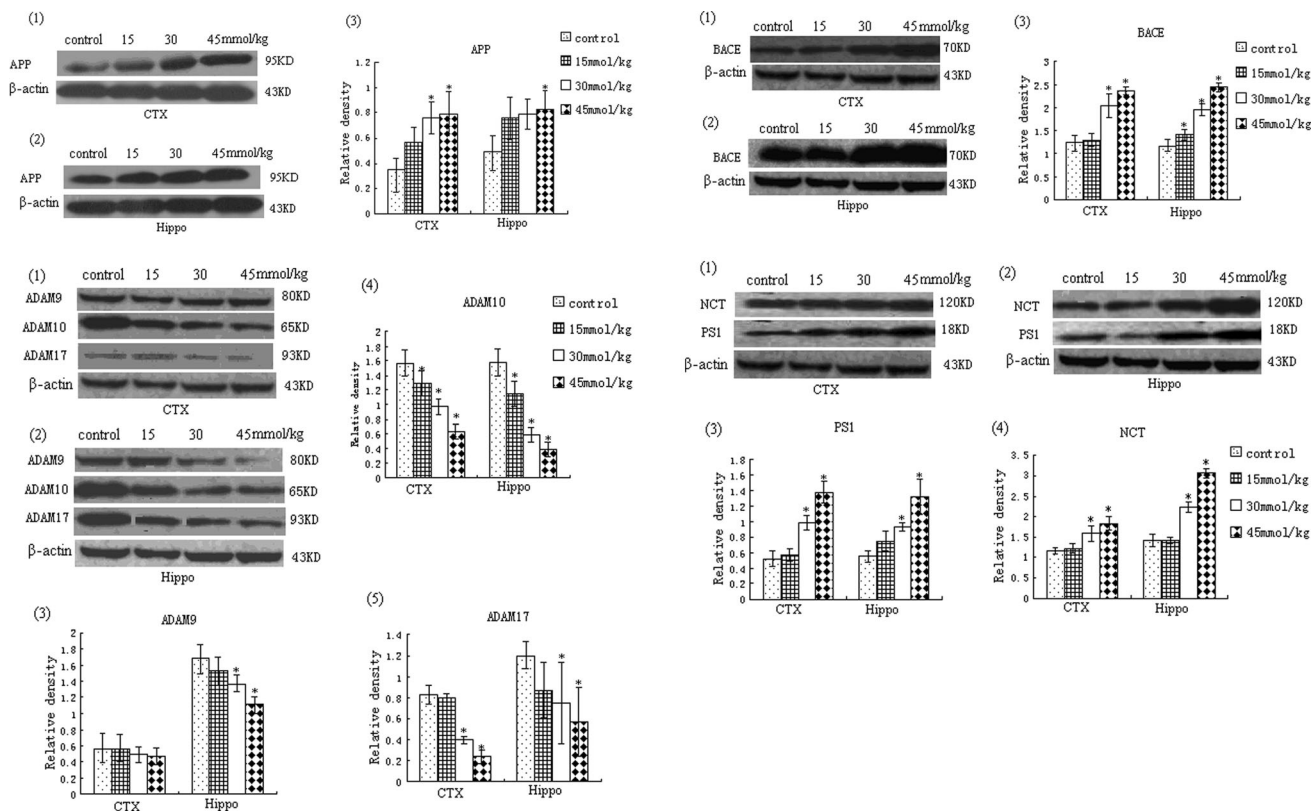 (1)
control 15 30 45mmol/kg
APP 95KD
β-actin 43KD
CTX
(2)
control 15 30 45mmol/kg
APP 95KD
β-actin 43KD
Hippo
(3)
APP
Relative density
1.2
1
0.8
0.6
0.4
0.2
0
* * *
CTX Hippo
control
15mmol/kg
30mmol/kg
45mmol/kg
(1)
control 15 30 45mmol/kg
BACE 70KD
β-actin 43KD
CTX
(2)
control 15 30 45mmol/kg
BACE 70KD
β-actin 43KD
Hippo
(3)
BACE
Relative density
3
2.5
2
1.5
1
0.5
0
* * * * *
CTX Hippo
control
15mmol/kg
30mmol/kg
45mmol/kg
(1)
control 15 30 45mmol/kg
ADAM9 80KD
ADAM10 65KD
ADAM17 93KD
β-actin 43KD
CTX
(2)
control 15 30 45mmol/kg
ADAM9 80KD
ADAM10 65KD
ADAM17 93KD
β-actin 43KD
Hippo
(4)
ADAM10
Relative density
2
1.8
1.6
1.4
1.2
1
0.8
0.6
0.4
0.2
0
* * * * * *
CTX Hippo
control
15mmol/kg
30mmol/kg
45mmol/kg
(3)
ADAM9
Relative density
2
1.8
1.6
1.4
1.2
1
0.8
0.6
0.4
0.2
0
* *
CTX Hippo
(5)
ADAM17
Relative density
1.4
1.2
1
0.8
0.6
0.4
0.2
0
* * * *
CTX Hippo
(1)
control 15 30 45mmol/kg
NCT 120KD
PS1 18KD
β-actin 43KD
CTX
(2)
control 15 30 45mmol/kg
NCT 120KD
PS1 18KD
β-actin 43KD
Hippo
(3)
PS1
Relative density
1.8
1.6
1.4
1.2
1
0.8
0.6
0.4
0.2
0
* * * *
CTX Hippo
(4)
NCT
Relative density
3.5
3
2.5
2
1.5
1
0.5
0
* * * *
CTX Hippo
control
15mmol/kg
30mmol/kg
45mmol/kg